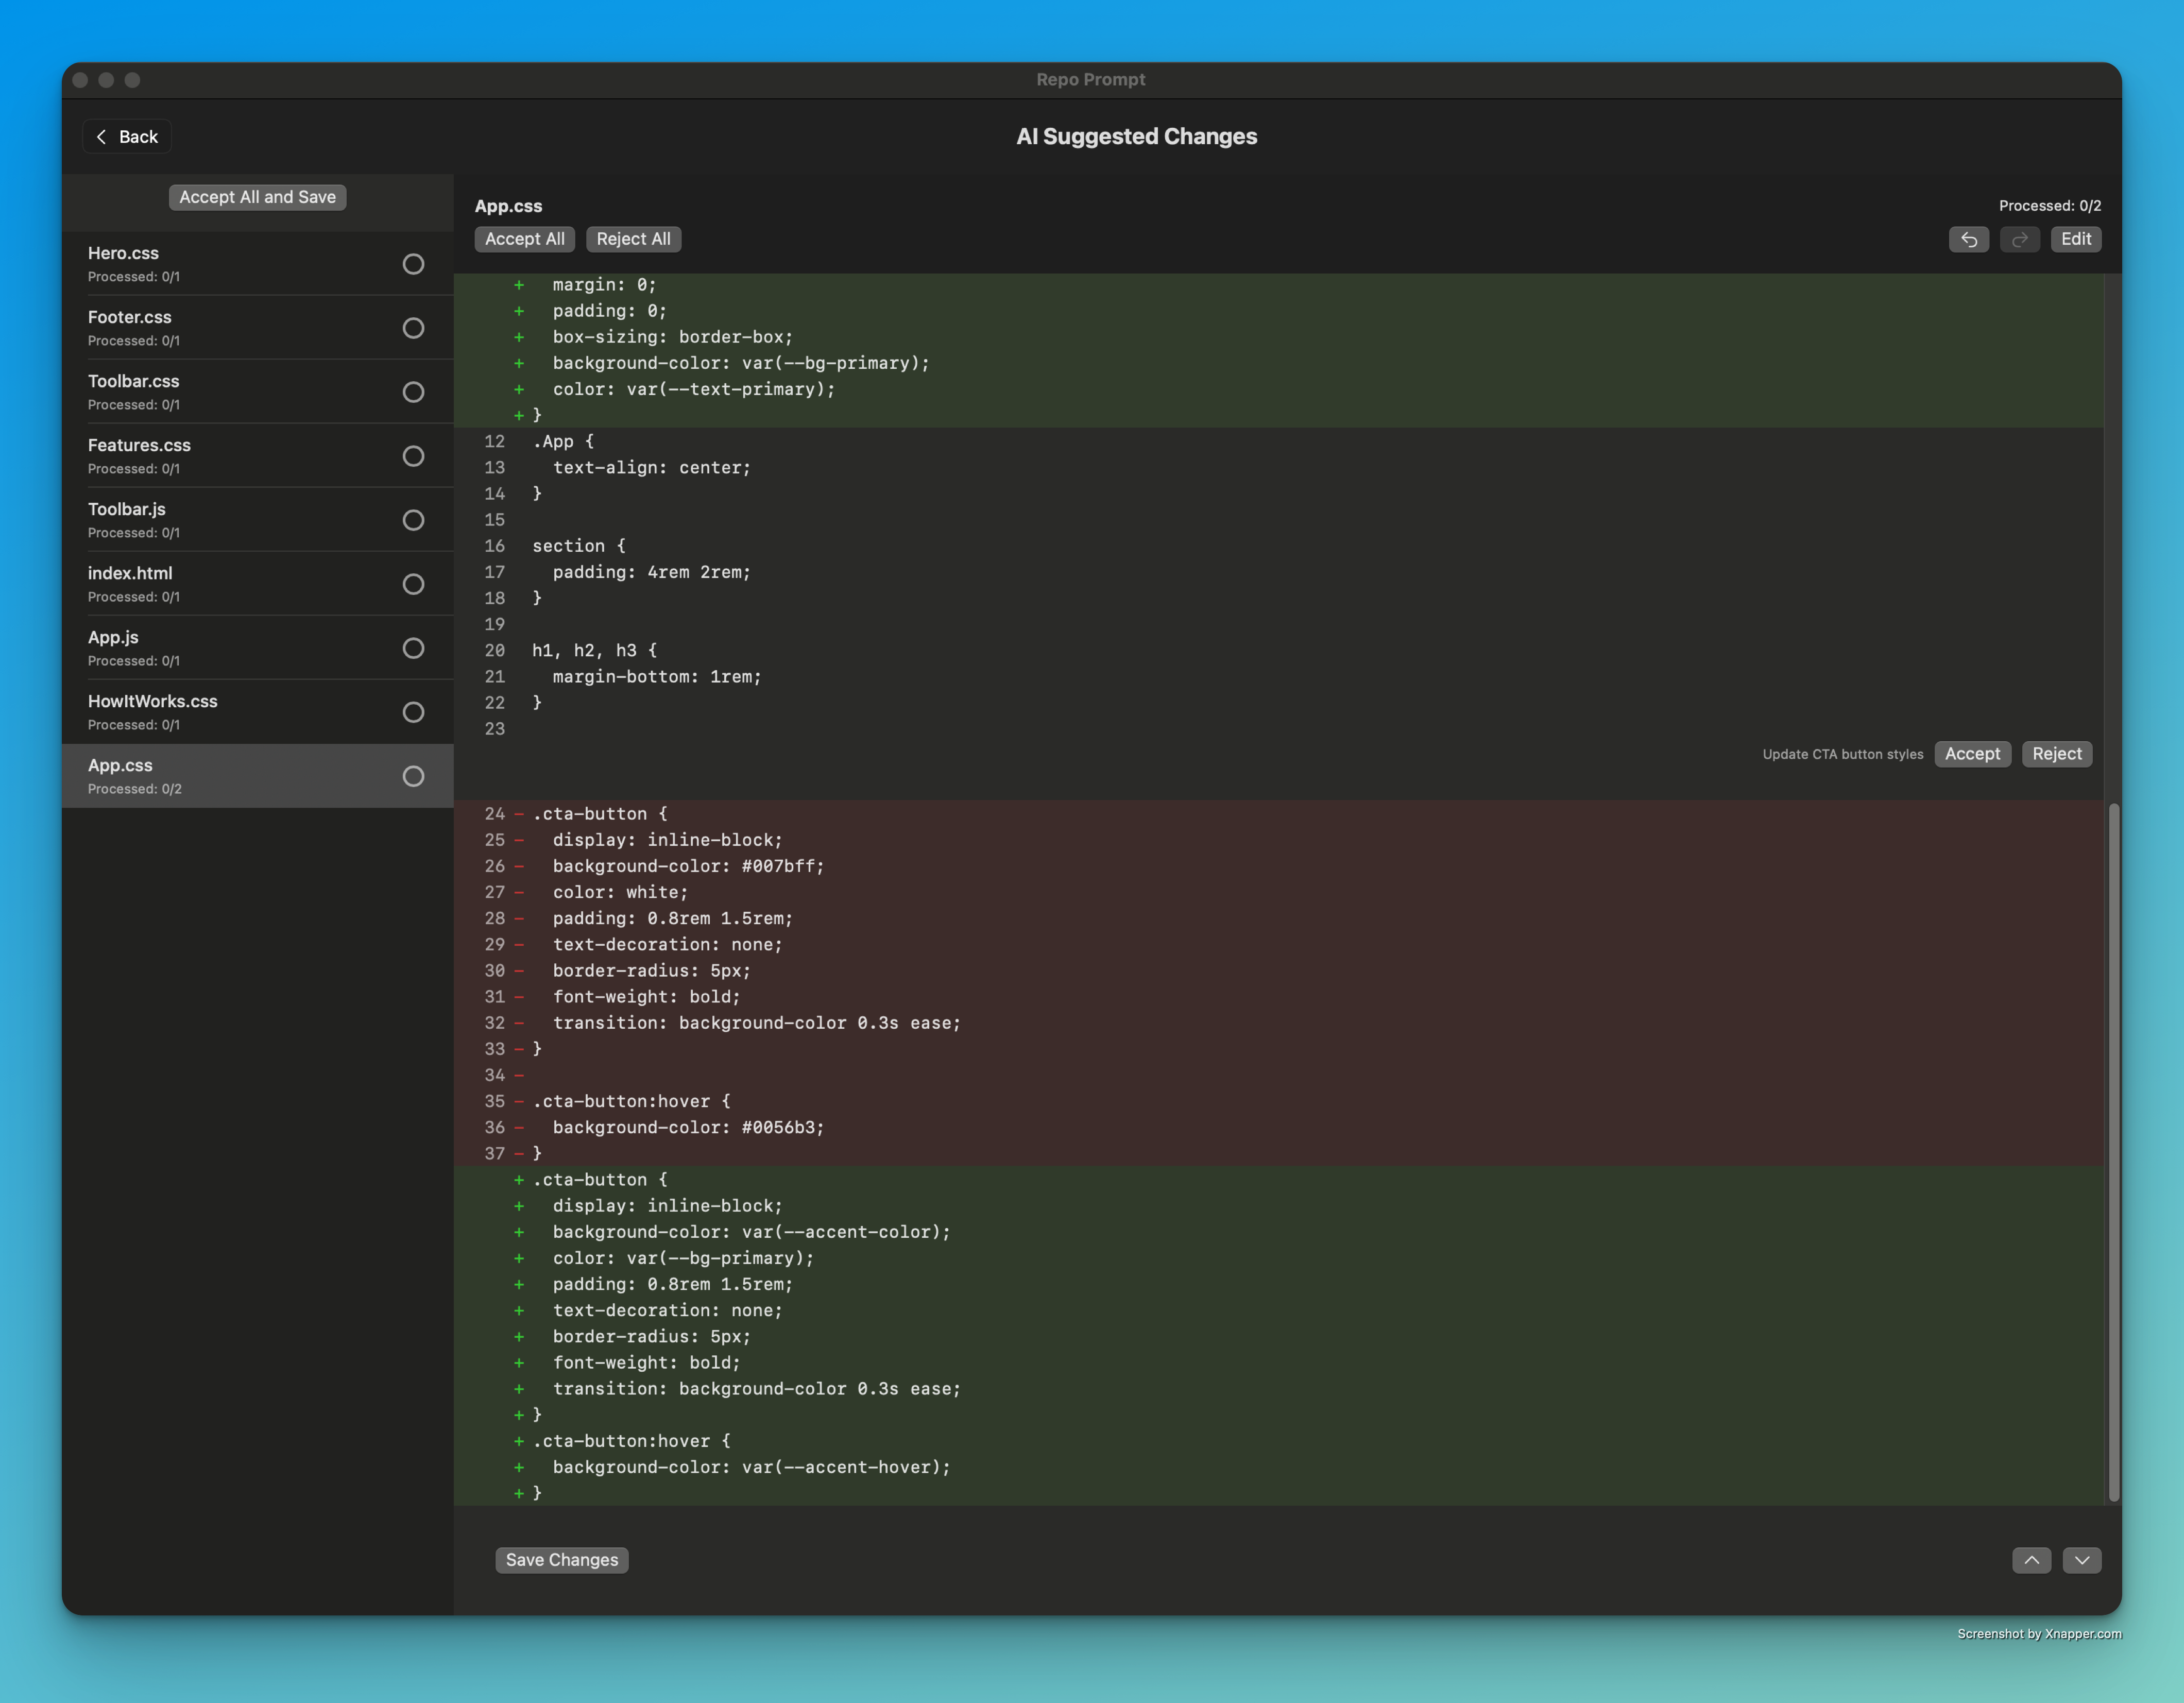 Repo Prompt
Back
AI Suggested Changes
Accept All and Save
Hero.css
Processed: 0/1
Footer.css
Processed: 0/1
Toolbar.css
Processed: 0/1
Features.css
Processed: 0/1
Toolbar.js
Processed: 0/1
index.html
Processed: 0/1
App.js
Processed: 0/1
HowItWorks.css
Processed: 0/1
App.css
Processed: 0/2
App.css
Processed: 0/2
Accept All Reject All
Edit
+   margin: 0;
+   padding: 0;
+   box-sizing: border-box;
+   background-color: var(--bg-primary);
+   color: var(--text-primary);
+ }
12   .App {
13     text-align: center;
14   }
15
16   section {
17     padding: 4rem 2rem;
18   }
19
20   h1, h2, h3 {
21     margin-bottom: 1rem;
22   }
23
Update CTA button styles Accept Reject
24 - .cta-button {
25 -   display: inline-block;
26 -   background-color: #007bff;
27 -   color: white;
28 -   padding: 0.8rem 1.5rem;
29 -   text-decoration: none;
30 -   border-radius: 5px;
31 -   font-weight: bold;
32 -   transition: background-color 0.3s ease;
33 - }
34 -
35 - .cta-button:hover {
36 -   background-color: #0056b3;
37 - }
+ .cta-button {
+   display: inline-block;
+   background-color: var(--accent-color);
+   color: var(--bg-primary);
+   padding: 0.8rem 1.5rem;
+   text-decoration: none;
+   border-radius: 5px;
+   font-weight: bold;
+   transition: background-color 0.3s ease;
+ }
+ .cta-button:hover {
+   background-color: var(--accent-hover);
+ }
Save Changes
Screenshot by Xnapper.com